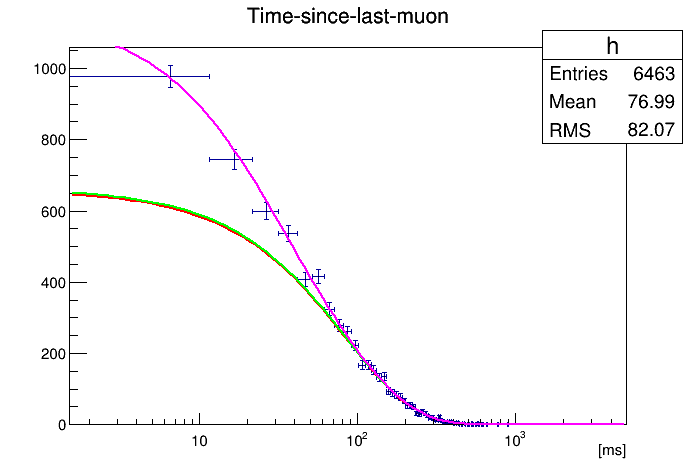 Time-since-last-muon
h
Entries 6463
Mean 76.99
RMS 82.07
1000
800
600
400
200
0
10
10²
10³
[ms]